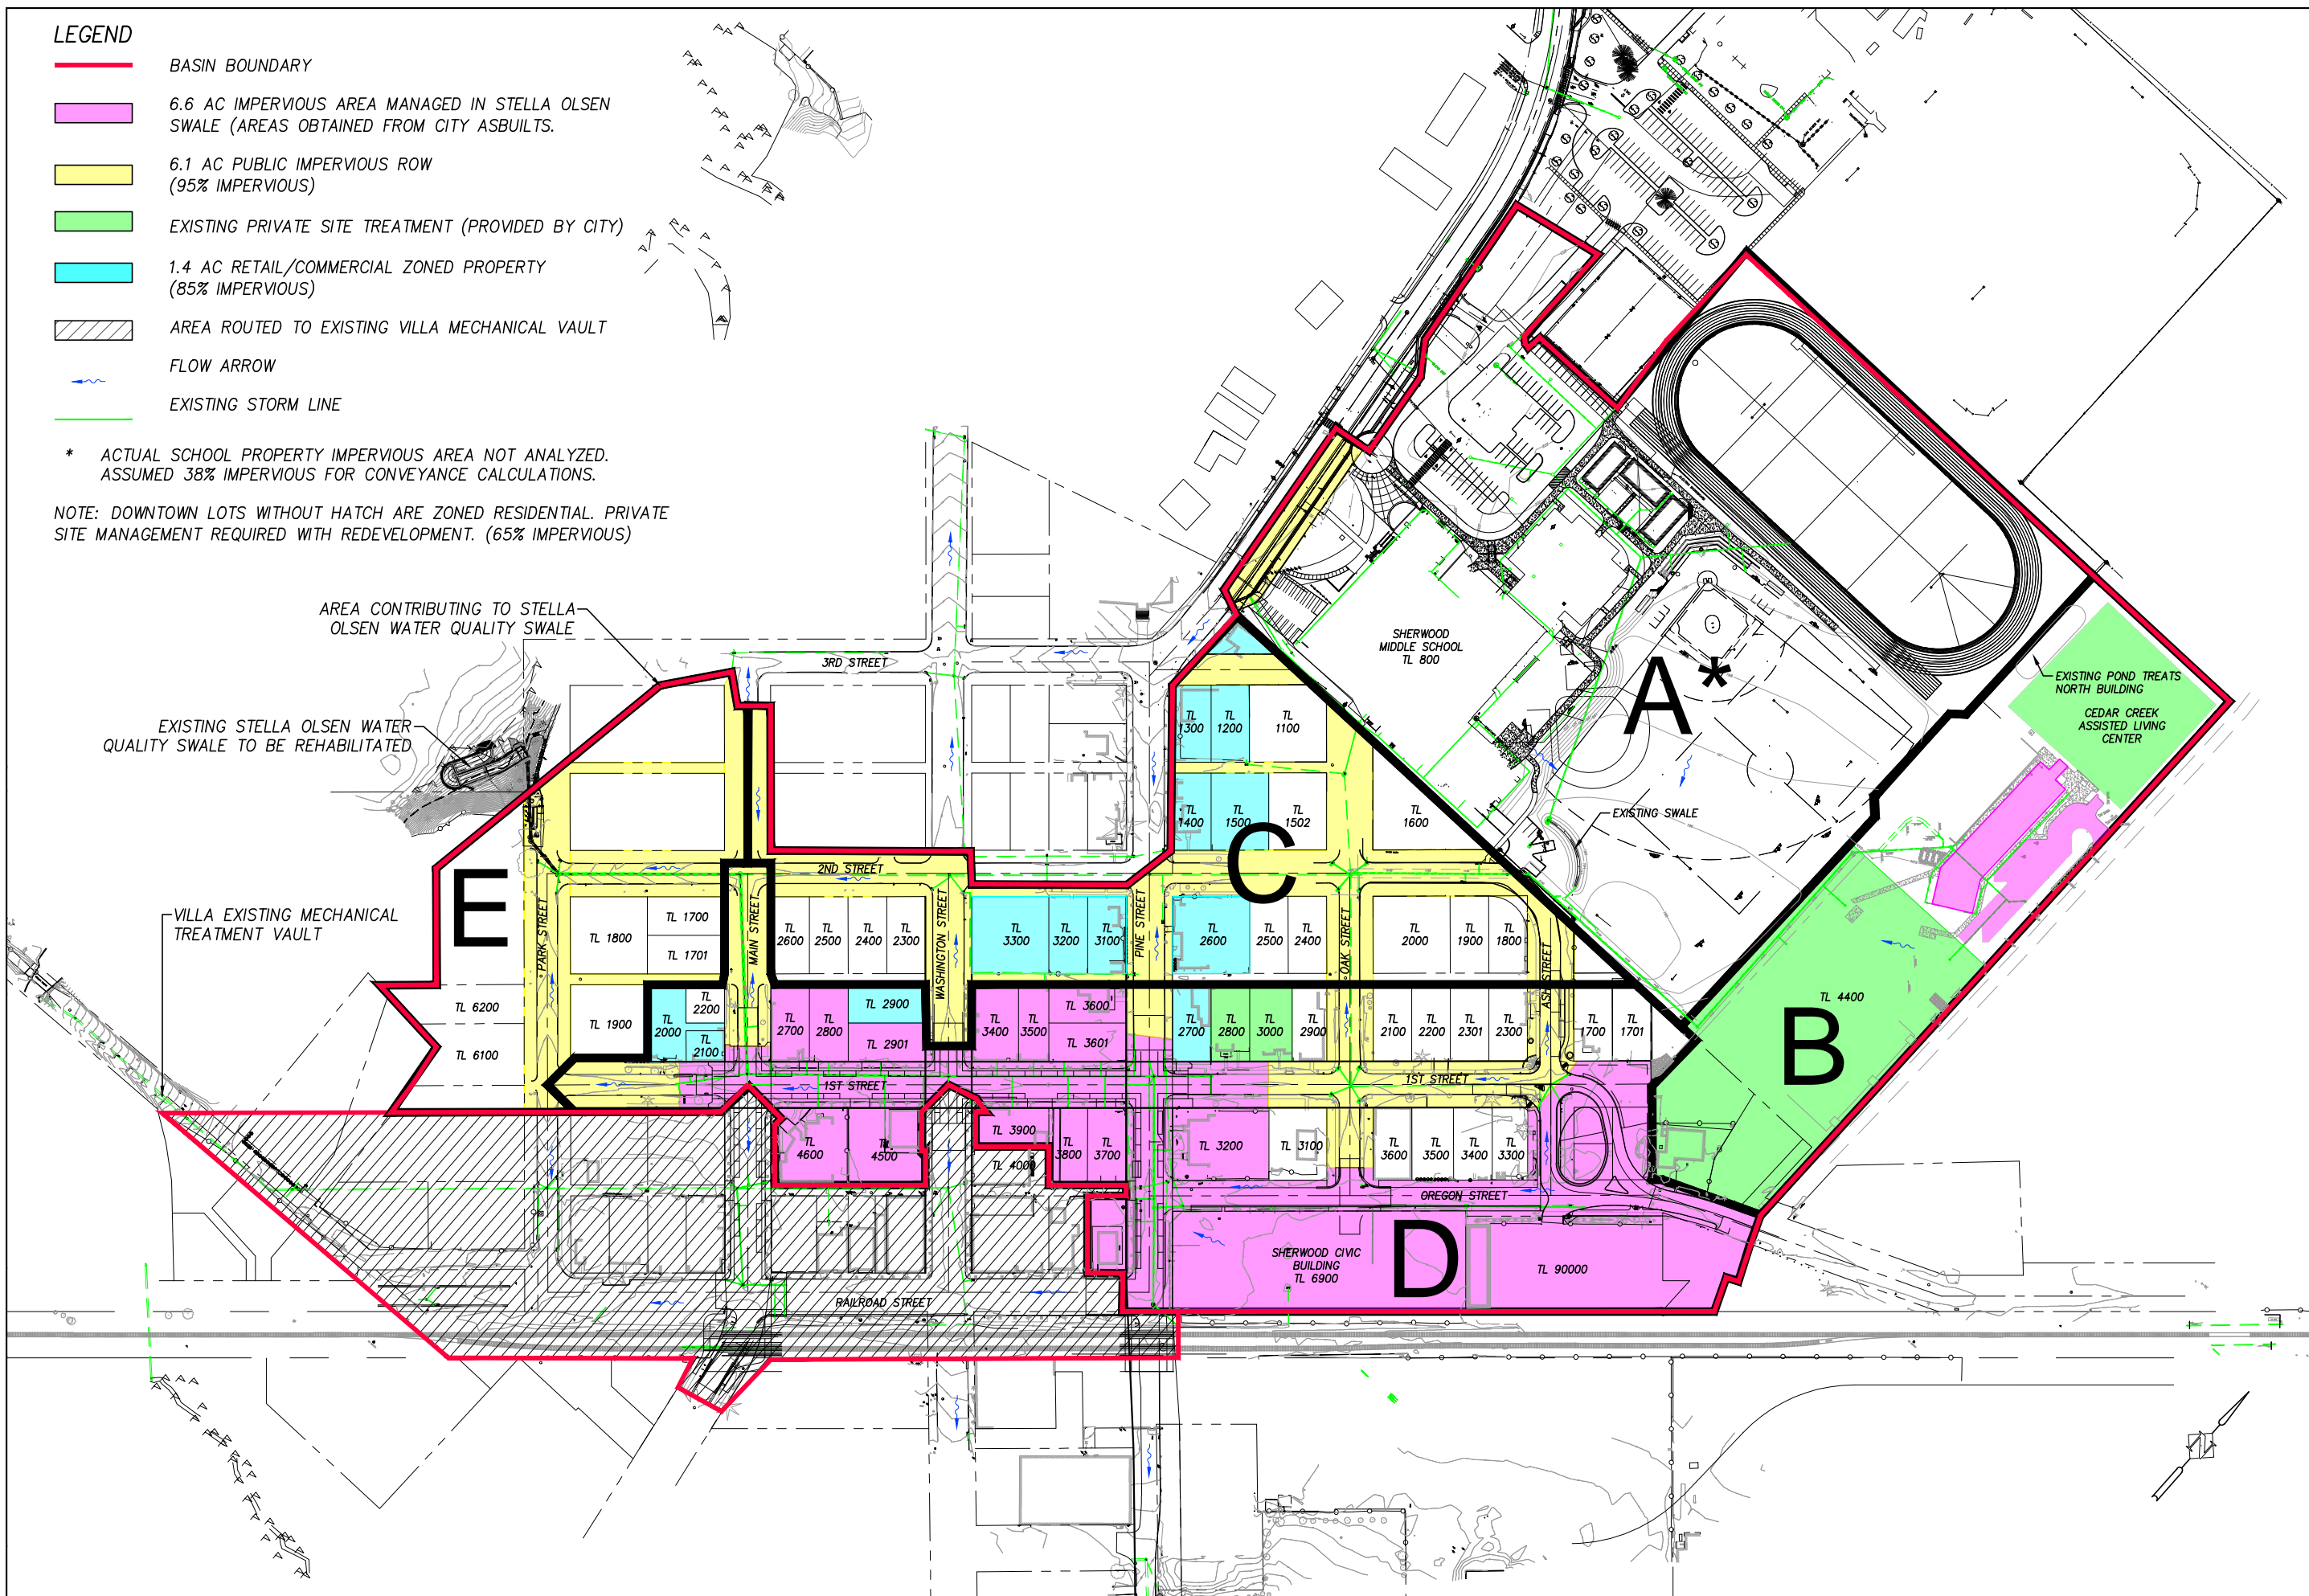 LEGEND
BASIN BOUNDARY
6.6 AC IMPERVIOUS AREA MANAGED IN STELLA OLSEN
SWALE (AREAS OBTAINED FROM CITY ASBUILTS.
6.1 AC PUBLIC IMPERVIOUS ROW
(95% IMPERVIOUS)
EXISTING PRIVATE SITE TREATMENT (PROVIDED BY CITY)
1.4 AC RETAIL/COMMERCIAL ZONED PROPERTY
(85% IMPERVIOUS)
AREA ROUTED TO EXISTING VILLA MECHANICAL VAULT
FLOW ARROW
EXISTING STORM LINE
* ACTUAL SCHOOL PROPERTY IMPERVIOUS AREA NOT ANALYZED.
ASSUMED 38% IMPERVIOUS FOR CONVEYANCE CALCULATIONS.
NOTE: DOWNTOWN LOTS WITHOUT HATCH ARE ZONED RESIDENTIAL. PRIVATE
SITE MANAGEMENT REQUIRED WITH REDEVELOPMENT. (65% IMPERVIOUS)
AREA CONTRIBUTING TO STELLA
OLSEN WATER QUALITY SWALE
EXISTING STELLA OLSEN WATER
QUALITY SWALE TO BE REHABILITATED
VILLA EXISTING MECHANICAL
TREATMENT VAULT
3RD STREET
SHERWOOD
MIDDLE SCHOOL
TL 800
A*
EXISTING POND TREATS
NORTH BUILDING
CEDAR CREEK
ASSISTED LIVING
CENTER
EXISTING SWALE
TL
1300
TL
1200
TL
1100
TL
1400
TL
1500
TL
1502
TL
1600
C
2ND STREET
E
PARK STREET
TL 1800
TL 1700
TL 1701
MAIN STREET
TL
2600
TL
2500
TL
2400
TL
2300
WASHINGTON STREET
TL
3300
TL
3200
TL
3100
PINE STREET
TL
2600
TL
2500
TL
2400
OAK STREET
TL
2000
TL
1900
TL
1800
ASH STREET
TL 4400
B
TL 6200
TL 6100
TL 1900
TL
2000
TL
2200
TL
2100
TL
2700
TL
2800
TL 2900
TL 2901
TL
3400
TL
3500
TL 3600
TL 3601
TL
2700
TL
2800
TL
3000
TL
2900
TL
2100
TL
2200
TL
2301
TL
2300
TL
1700
TL
1701
1ST STREET
1ST STREET
TL
4600
TL
4500
TL 3900
TL 4000
TL
3800
TL
3700
TL 3200
TL 3100
TL
3600
TL
3500
TL
3400
TL
3300
OREGON STREET
SHERWOOD CIVIC
BUILDING
TL 6900
D
TL 90000
RAILROAD STREET
N